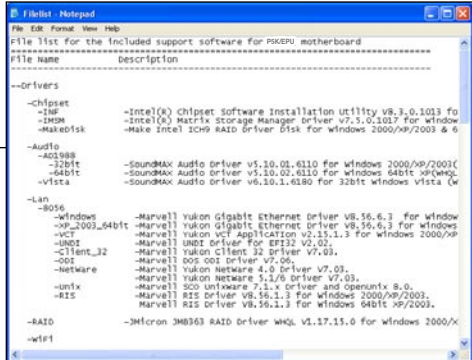 Filelist - Notepad
File Edit Format View Help
File list for the included support software for P5K/EPU motherboard
================================================================
File Name Description
----------------------------------------------------------------
--Drivers
-Chipset
-INF -Intel(R) Chipset Software Installation Utility V8.3.0.1013 fo
-IMSM -Intel(R) Matrix Storage Manager Driver v7.5.0.1017 for Window
-MakeDisk -Make Intel ICH9 RAID Driver Disk for Windows 2000/XP/2003 & 6
-Audio
-AD1988
-32bit -SoundMAX Audio Driver v5.10.01.6110 for Windows 2000/XP/2003(
-64bit -SoundMAX Audio Driver v5.10.02.6110 for Windows 64bit XP(WHQL
-Vista -SoundMAX Audio Driver v6.10.1.6180 for 32bit Windows Vista (W
-Lan
-8056
-Windows -Marvell Yukon Gigabit Ethernet Driver V8.56.6.3 for Window
-XP_2003_64bit -Marvell Yukon Gigabit Ethernet Driver V8.56.6.3 for Windows
-VCT -Marvell Yukon VCT ApplicATion V2.15.1.3 for Windows 2000/XP
-UNDI -Marvell UNDI Driver for EFI32 V2.02.
-Client_32 -Marvell Yukon Client 32 Driver V7.03.
-ODI -Marvell DOS ODI Driver V7.06.
-NetWare -Marvell Yukon NetWare 4.0 Driver V7.03.
-Marvell Yukon NetWare 5.1/6 Driver V7.03.
-Unix -Marvell SCO UnixWare 7.1.x Driver and OpenUnix 8.0.
-RIS -Marvell RIS Driver V8.56.1.3 for Windows 2000/XP/2003.
Marvell RIS Driver V8.56.1.3 for Windows 64bit XP/2003.
-RAID -JMicron JMB363 RAID Driver WHQL V1.17.15.0 for Windows 2000/X
-WiFi